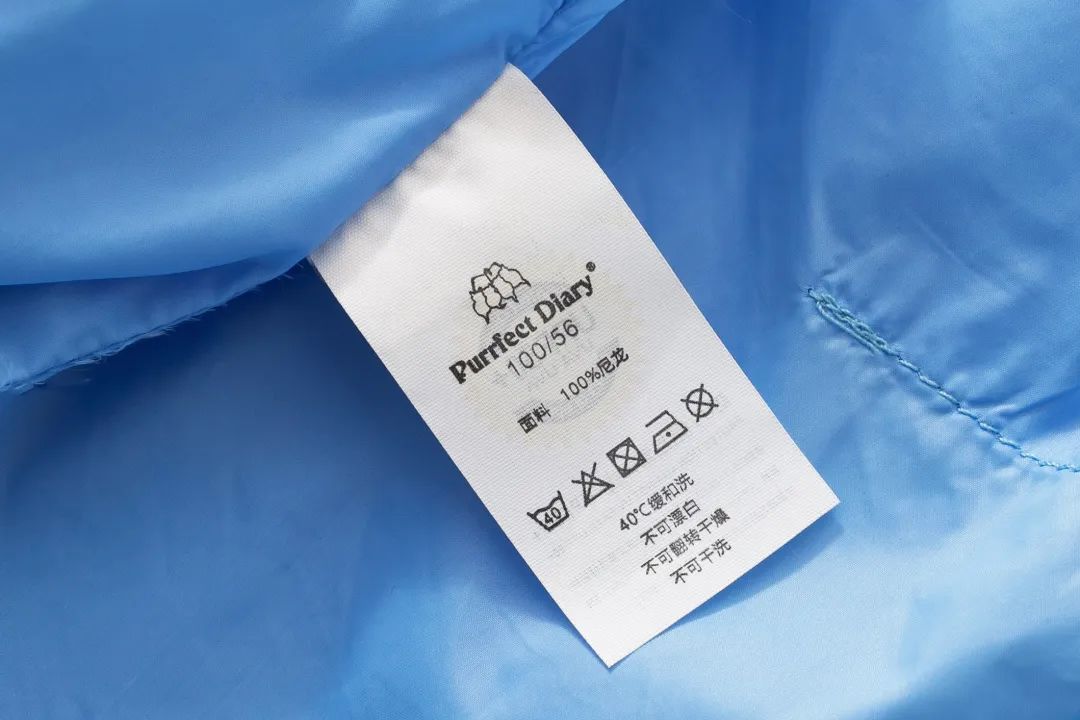 Purrfect Diary®
100/56
面料 100%尼龙
40
40℃缓和洗
不可漂白
不可翻转干燥
不可干洗